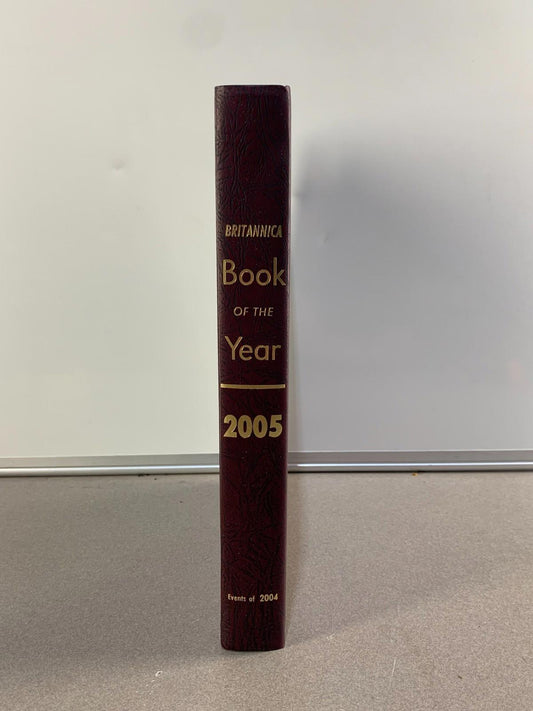 BRITANNICA
Book
OF THE
Year
2005
Events of 2004